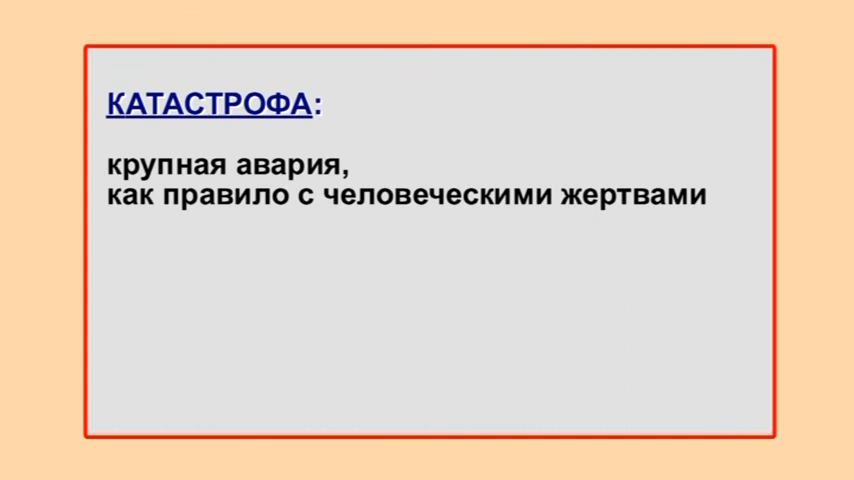 КАТАСТРОФА:
крупная авария,
как правило с человеческими жертвами